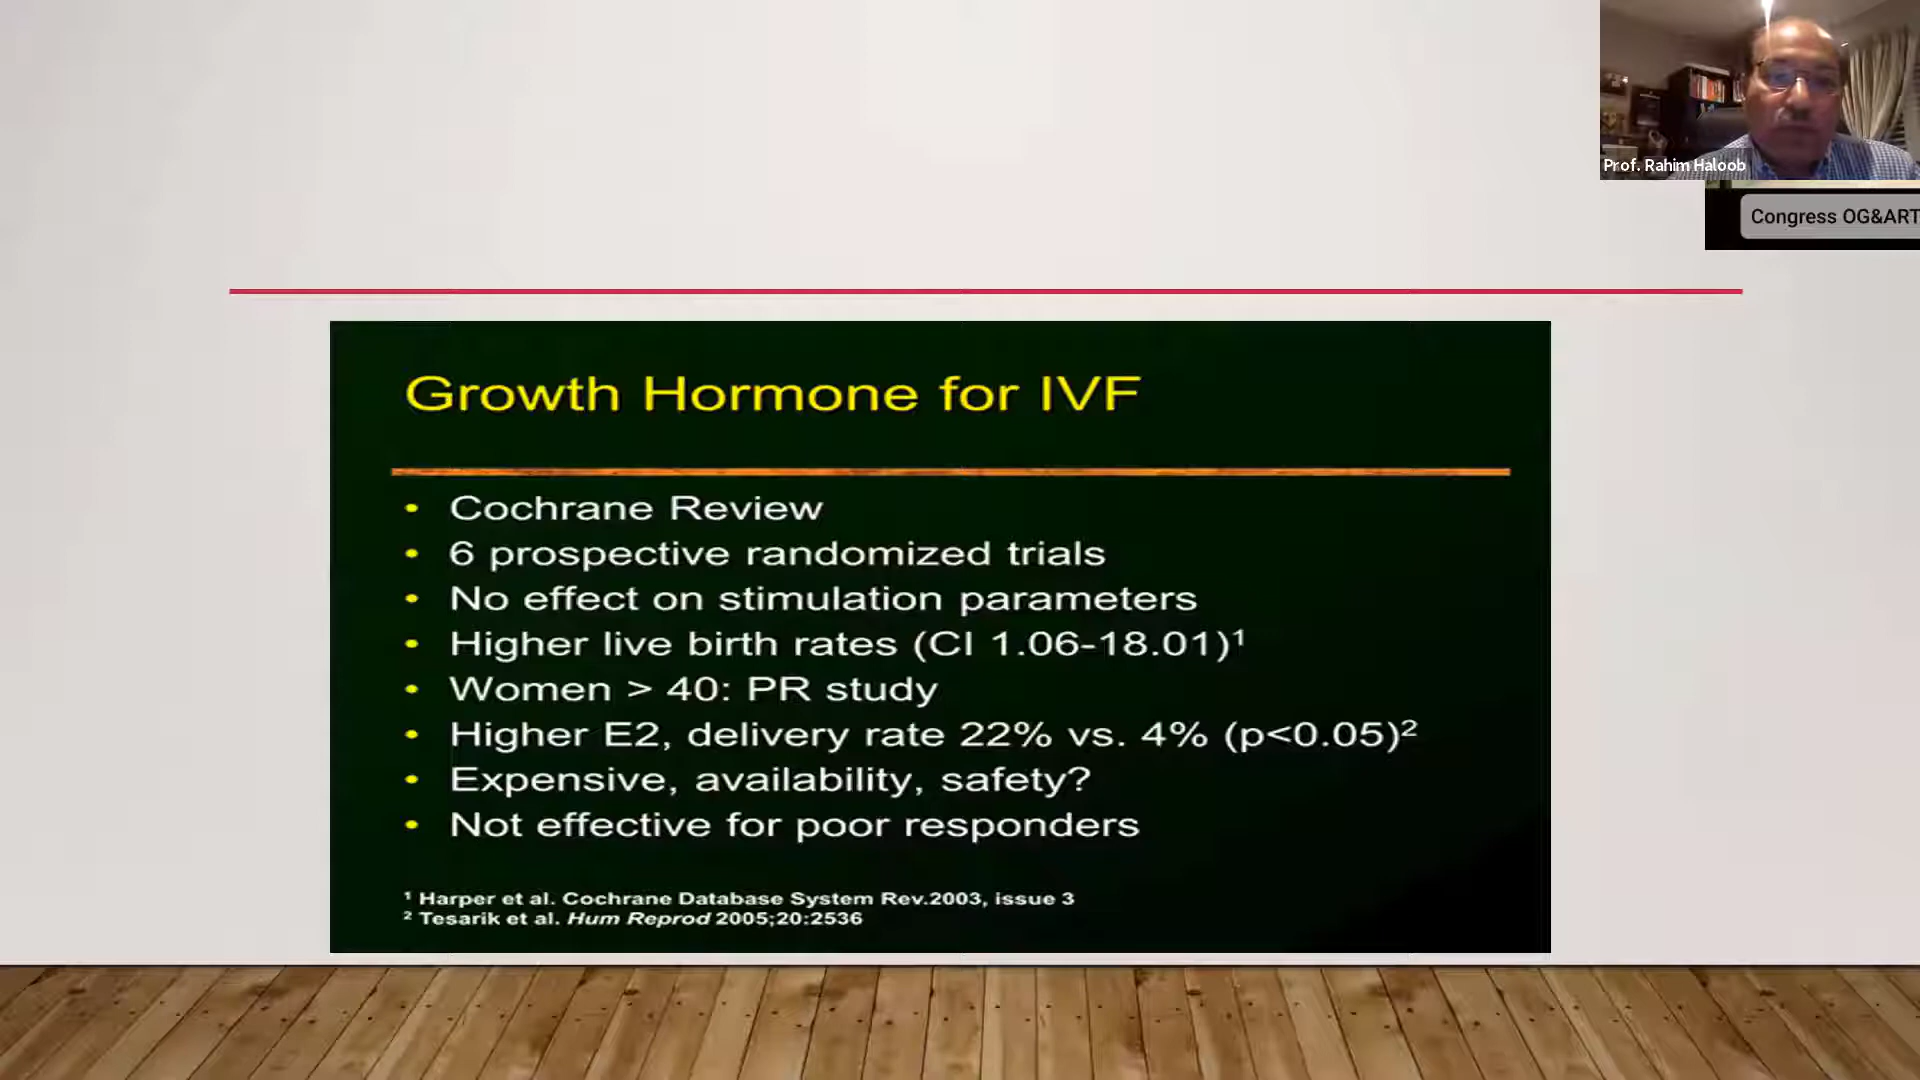 Prof. Rahim Haloob
Congress OG&ART
Growth Hormone for IVF
• Cochrane Review
• 6 prospective randomized trials
• No effect on stimulation parameters
• Higher live birth rates (CI 1.06-18.01)¹
• Women > 40: PR study
• Higher E2, delivery rate 22% vs. 4% (p<0.05)²
• Expensive, availability, safety?
• Not effective for poor responders
¹ Harper et al. Cochrane Database System Rev.2003, issue 3
² Tesarik et al. Hum Reprod 2005;20:2536